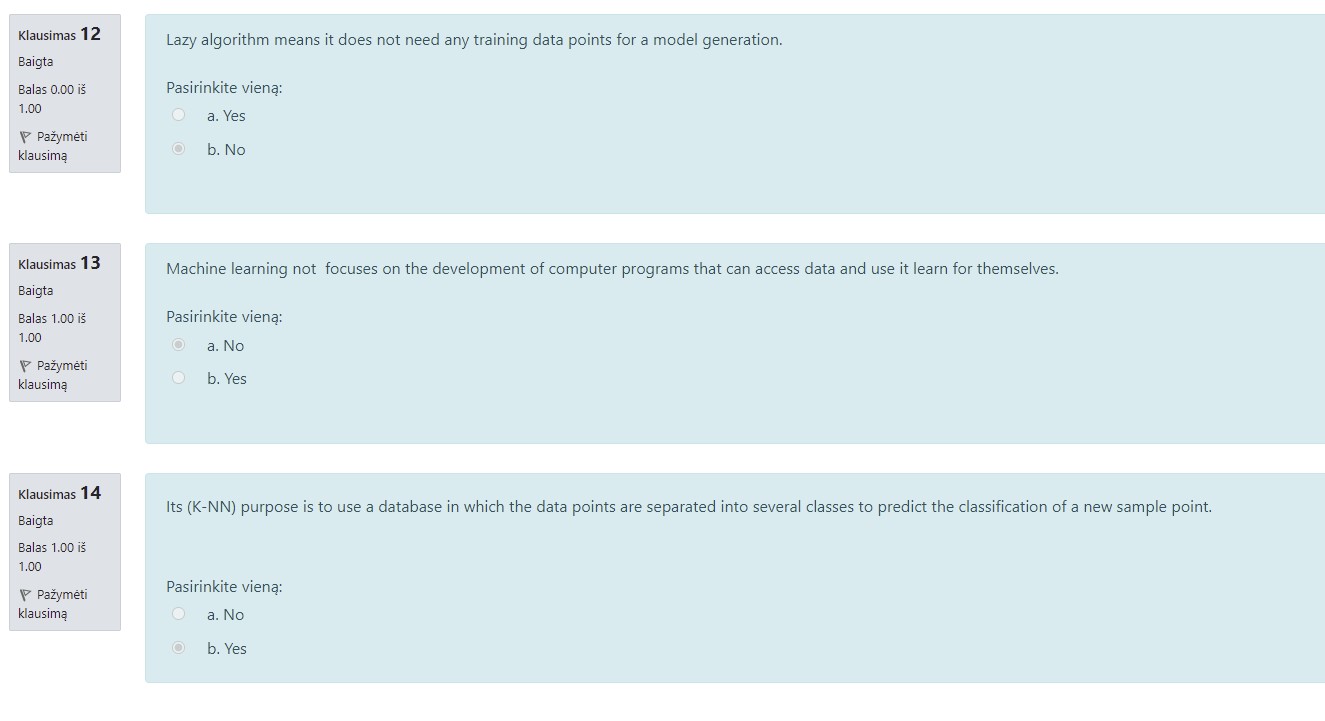 Klausimas 12
Baigta
Balas 0.00 iš
1.00
Pažymėti
klausimą
Lazy algorithm means it does not need any training data points for a model generation.
Pasirinkite vieną:
a. Yes
b. No
Klausimas 13
Baigta
Balas 1.00 iš
1.00
Pažymėti
klausimą
Machine learning not  focuses on the development of computer programs that can access data and use it learn for themselves.
Pasirinkite vieną:
a. No
b. Yes
Klausimas 14
Baigta
Balas 1.00 iš
1.00
Pažymėti
klausimą
Its (K-NN) purpose is to use a database in which the data points are separated into several classes to predict the classification of a new sample point.
Pasirinkite vieną:
a. No
b. Yes